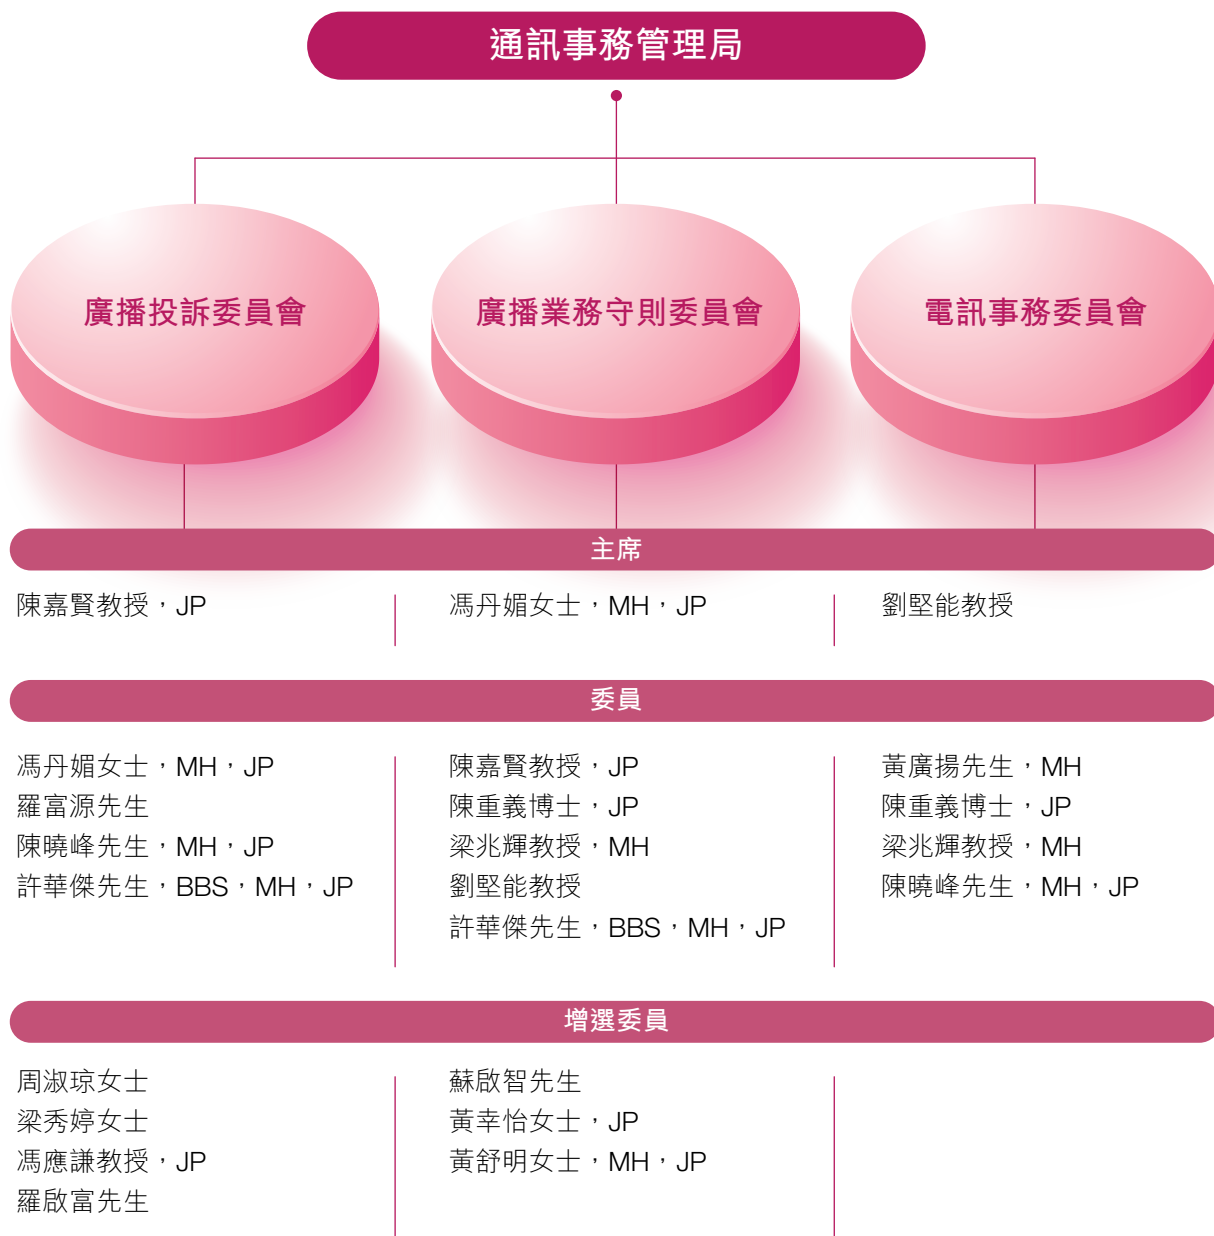 通訊事務管理局
廣播投訴委員會
廣播業務守則委員會
電訊事務委員會
主席
陳嘉賢教授，JP
馮丹媚女士，MH，JP
劉堅能教授
委員
馮丹媚女士，MH，JP
羅富源先生
陳曉峰先生，MH，JP
許華傑先生，BBS，MH，JP
陳嘉賢教授，JP
陳重義博士，JP
梁兆輝教授，MH
劉堅能教授
許華傑先生，BBS，MH，JP
黃廣揚先生，MH
陳重義博士，JP
梁兆輝教授，MH
陳曉峰先生，MH，JP
增選委員
周淑琼女士
梁秀婷女士
馮應謙教授，JP
羅啟富先生
蘇啟智先生
黃幸怡女士，JP
黃舒明女士，MH，JP